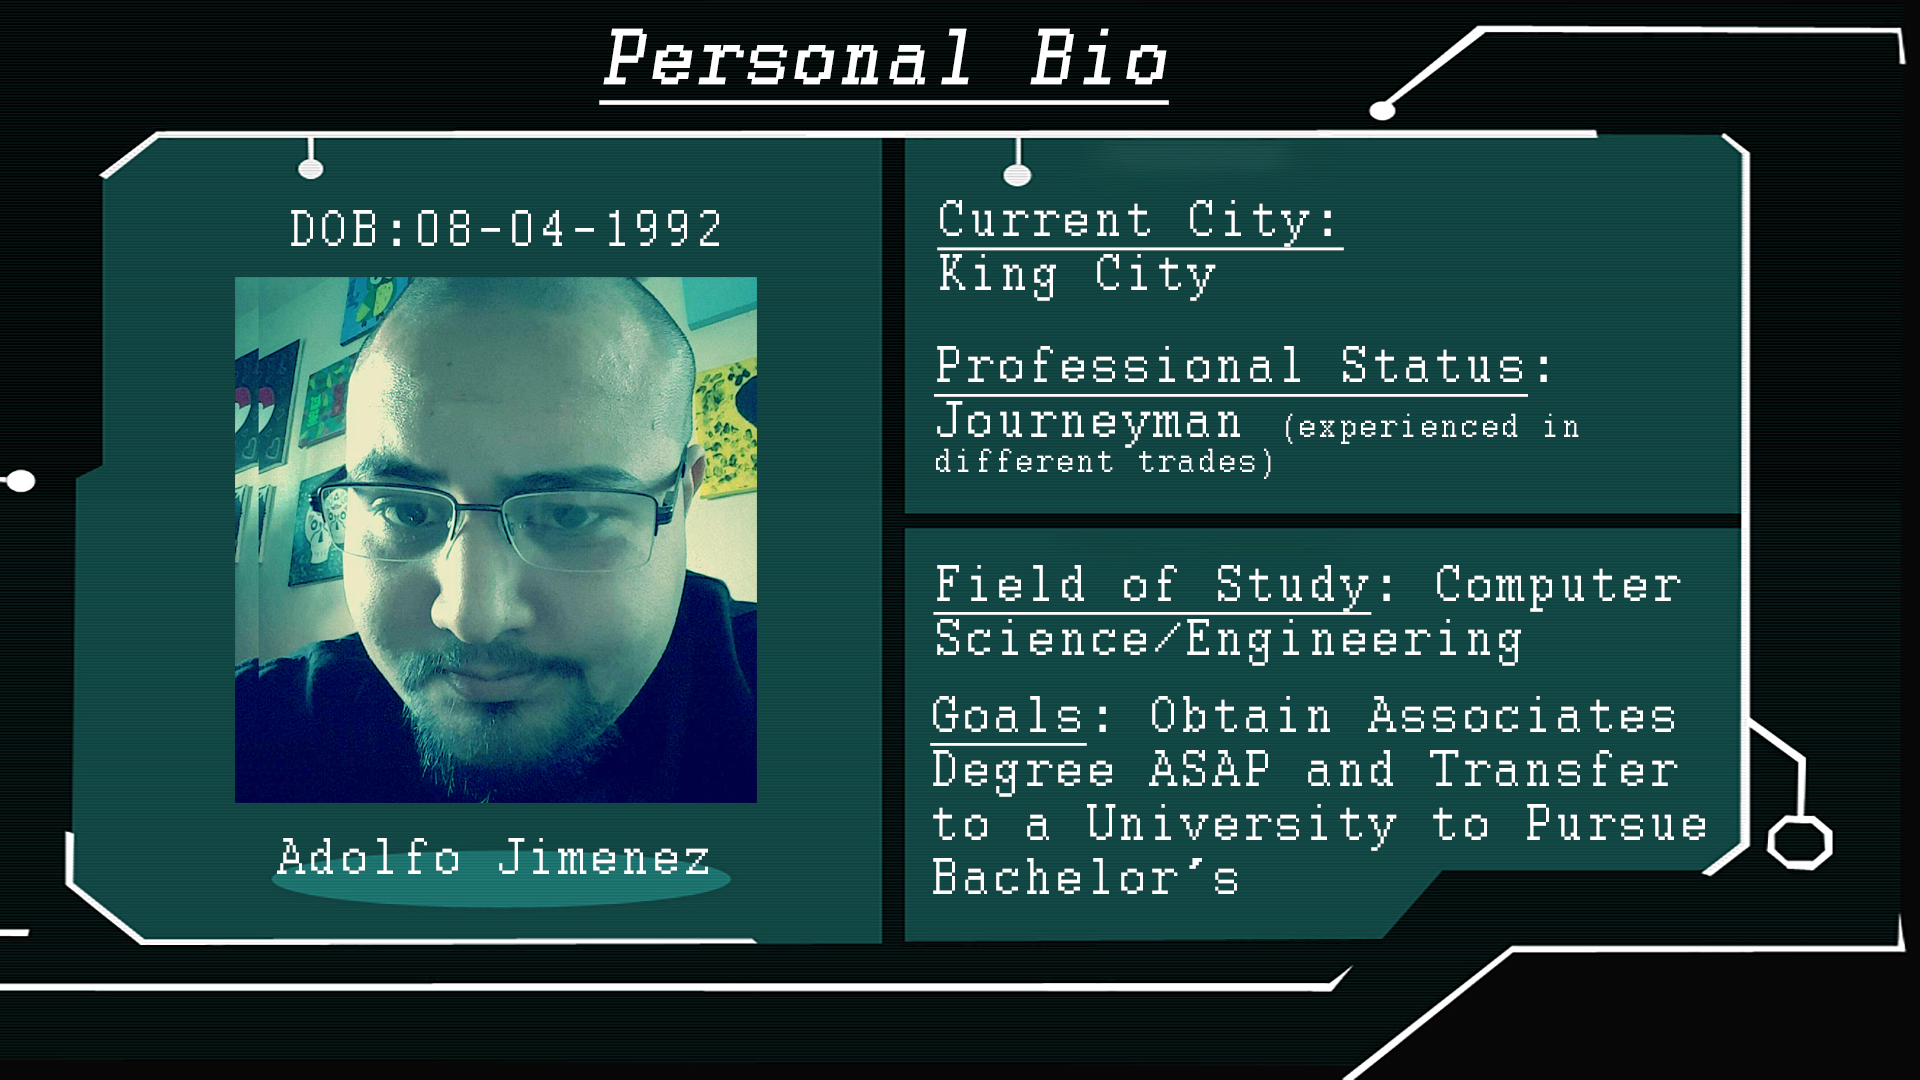 Personal Bio
DOB:08-04-1992
Adolfo Jimenez
Current City:
King City
Professional Status:
Journeyman (experienced in
different trades)
Field of Study: Computer
Science/Engineering
Goals: Obtain Associates
Degree ASAP and Transfer
to a University to Pursue
Bachelor's